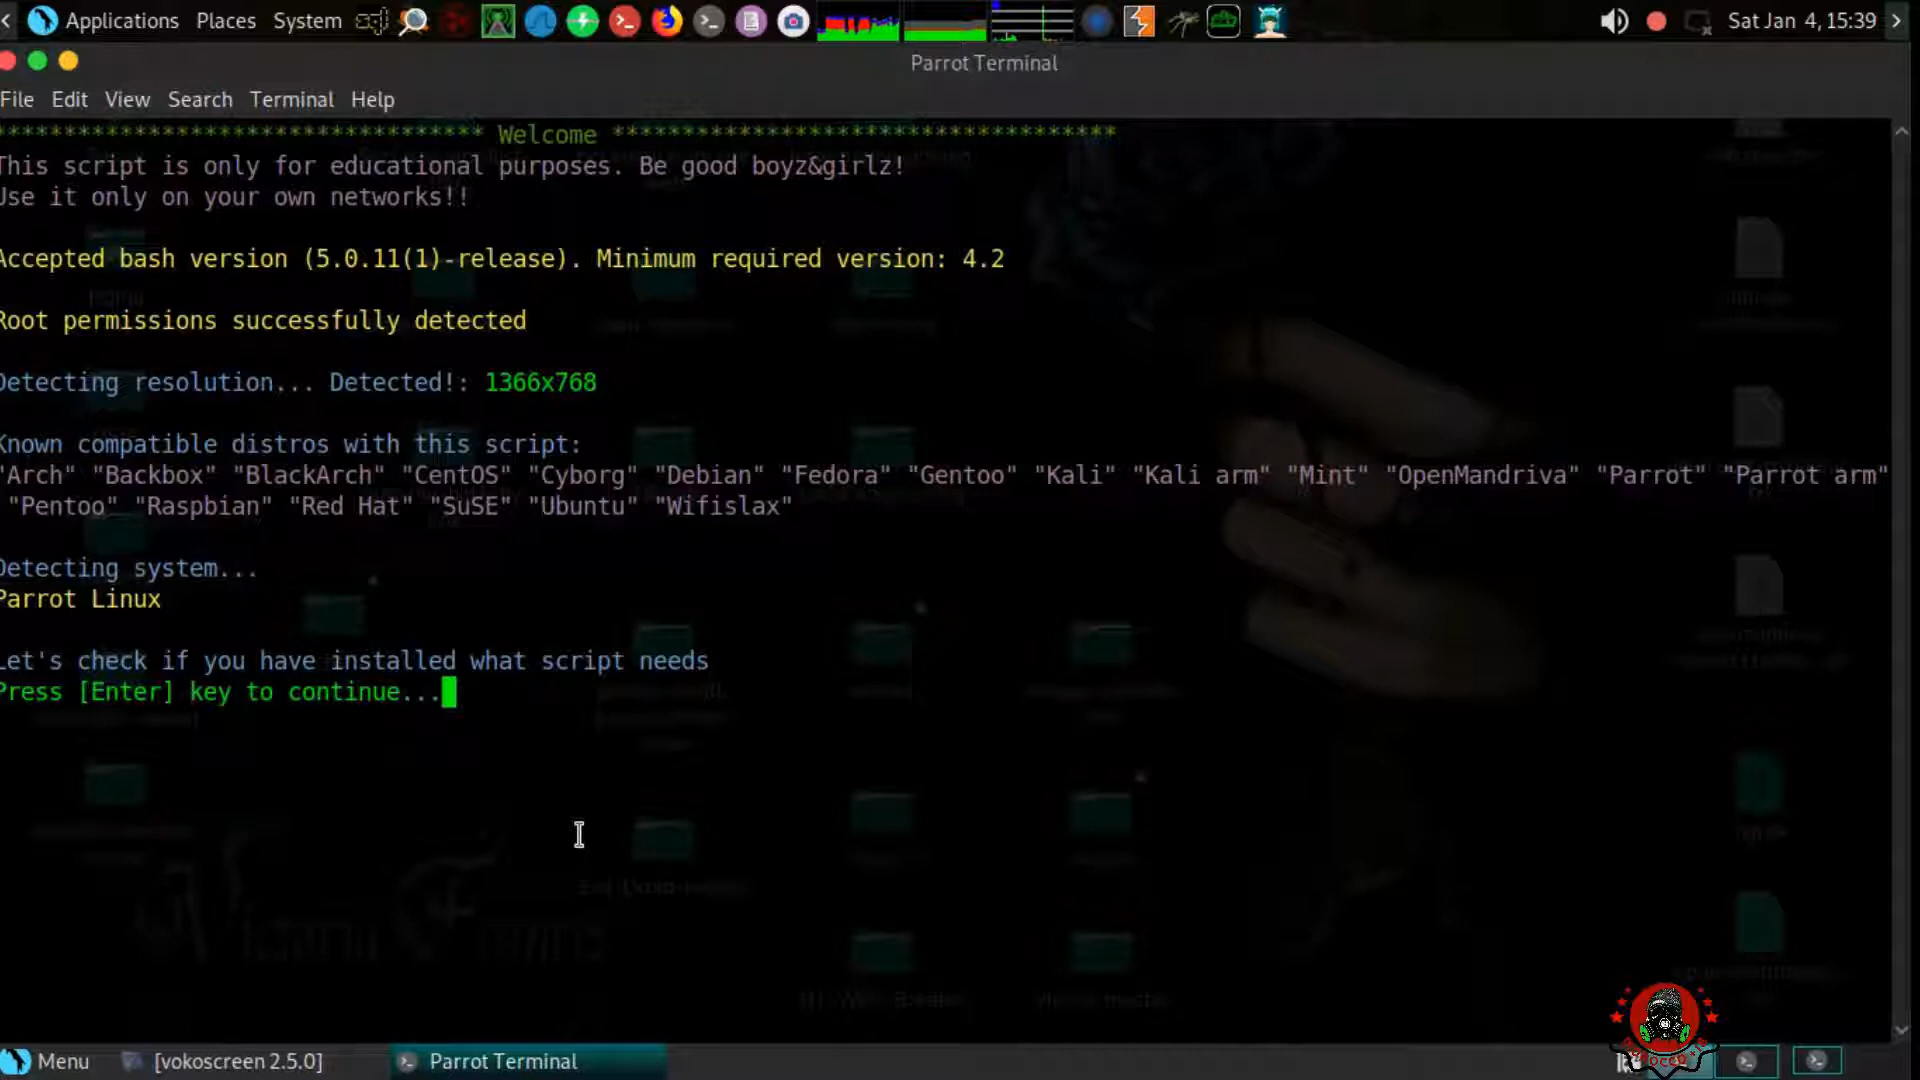 Applications Places System Sat Jan 4, 15:39
Parrot Terminal
File Edit View Search Terminal Help
********************************** Welcome ************************************
This script is only for educational purposes. Be good boyz&girlz!
Use it only on your own networks!!
Accepted bash version (5.0.11(1)-release). Minimum required version: 4.2
Root permissions successfully detected
Detecting resolution... Detected!: 1366x768
Known compatible distros with this script:
"Arch" "Backbox" "BlackArch" "CentOS" "Cyborg" "Debian" "Fedora" "Gentoo" "Kali" "Kali arm" "Mint" "OpenMandriva" "Parrot" "Parrot arm"
"Pentoo" "Raspbian" "Red Hat" "SuSE" "Ubuntu" "Wifislax"
Detecting system...
Parrot Linux
Let's check if you have installed what script needs
Press [Enter] key to continue...
Menu [vokoscreen 2.5.0] Parrot Terminal